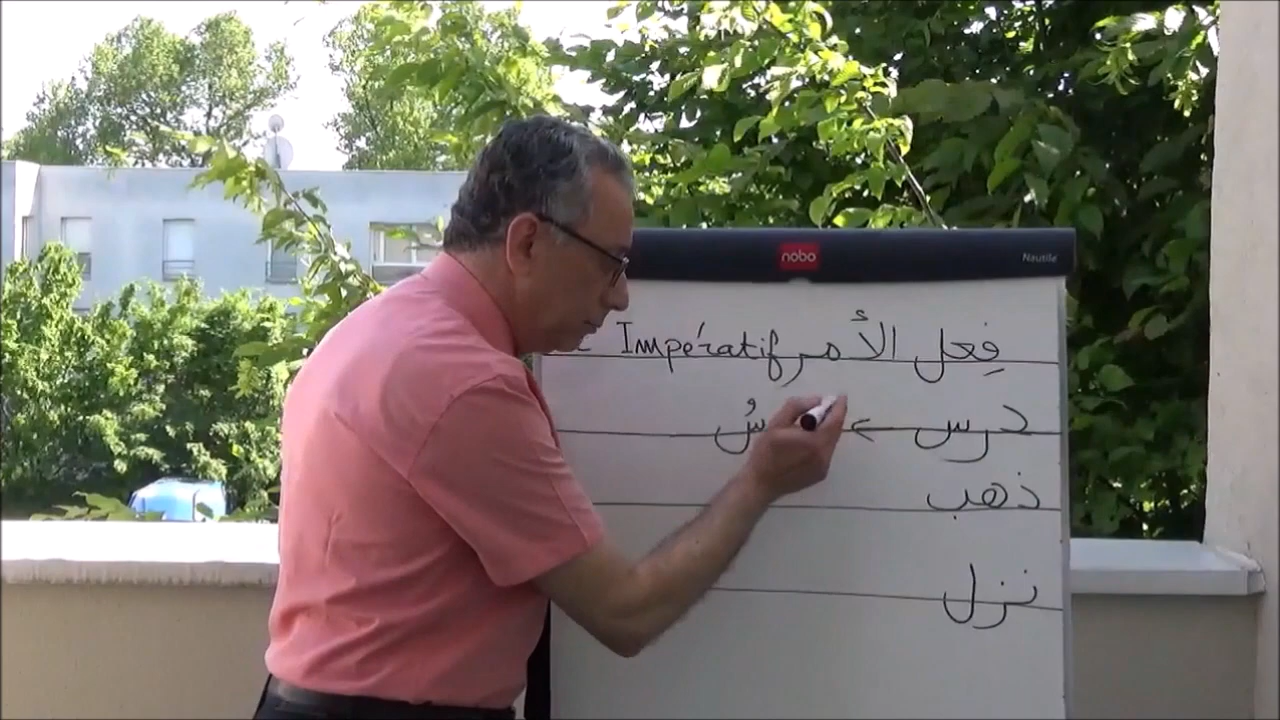 nobo
Nautile
Impératif فِعل الأمر
درس > سُ
ذهب
نزل